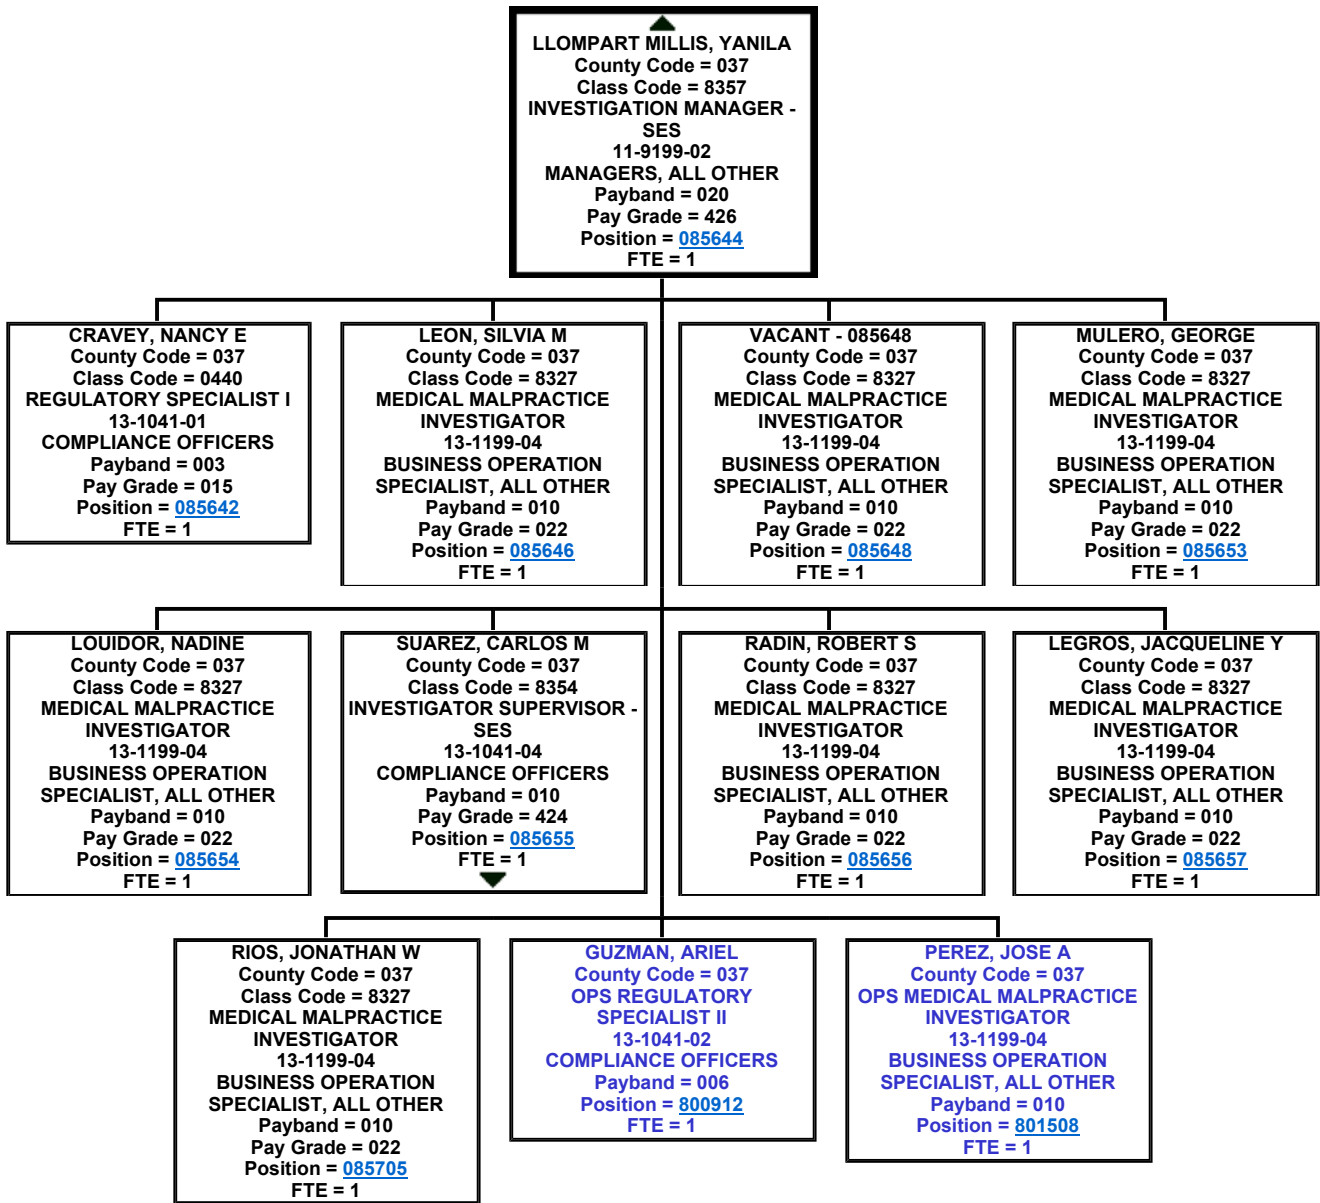 LLOMPART MILLIS, YANILA
County Code = 037
Class Code = 8357
INVESTIGATION MANAGER -
SES
11-9199-02
MANAGERS, ALL OTHER
Payband = 020
Pay Grade = 426
Position = 085644
FTE = 1
CRAVEY, NANCY E
County Code = 037
Class Code = 0440
REGULATORY SPECIALIST I
13-1041-01
COMPLIANCE OFFICERS
Payband = 003
Pay Grade = 015
Position = 085642
FTE = 1
LEON, SILVIA M
County Code = 037
Class Code = 8327
MEDICAL MALPRACTICE
INVESTIGATOR
13-1199-04
BUSINESS OPERATION
SPECIALIST, ALL OTHER
Payband = 010
Pay Grade = 022
Position = 085646
FTE = 1
VACANT - 085648
County Code = 037
Class Code = 8327
MEDICAL MALPRACTICE
INVESTIGATOR
13-1199-04
BUSINESS OPERATION
SPECIALIST, ALL OTHER
Payband = 010
Pay Grade = 022
Position = 085648
FTE = 1
MULERO, GEORGE
County Code = 037
Class Code = 8327
MEDICAL MALPRACTICE
INVESTIGATOR
13-1199-04
BUSINESS OPERATION
SPECIALIST, ALL OTHER
Payband = 010
Pay Grade = 022
Position = 085653
FTE = 1
LOUIDOR, NADINE
County Code = 037
Class Code = 8327
MEDICAL MALPRACTICE
INVESTIGATOR
13-1199-04
BUSINESS OPERATION
SPECIALIST, ALL OTHER
Payband = 010
Pay Grade = 022
Position = 085654
FTE = 1
SUAREZ, CARLOS M
County Code = 037
Class Code = 8354
INVESTIGATOR SUPERVISOR -
SES
13-1041-04
COMPLIANCE OFFICERS
Payband = 010
Pay Grade = 424
Position = 085655
FTE = 1
RADIN, ROBERT S
County Code = 037
Class Code = 8327
MEDICAL MALPRACTICE
INVESTIGATOR
13-1199-04
BUSINESS OPERATION
SPECIALIST, ALL OTHER
Payband = 010
Pay Grade = 022
Position = 085656
FTE = 1
LEGROS, JACQUELINE Y
County Code = 037
Class Code = 8327
MEDICAL MALPRACTICE
INVESTIGATOR
13-1199-04
BUSINESS OPERATION
SPECIALIST, ALL OTHER
Payband = 010
Pay Grade = 022
Position = 085657
FTE = 1
RIOS, JONATHAN W
County Code = 037
Class Code = 8327
MEDICAL MALPRACTICE
INVESTIGATOR
13-1199-04
BUSINESS OPERATION
SPECIALIST, ALL OTHER
Payband = 010
Pay Grade = 022
Position = 085705
FTE = 1
GUZMAN, ARIEL
County Code = 037
OPS REGULATORY
SPECIALIST II
13-1041-02
COMPLIANCE OFFICERS
Payband = 006
Position = 800912
FTE = 1
PEREZ, JOSE A
County Code = 037
OPS MEDICAL MALPRACTICE
INVESTIGATOR
13-1199-04
BUSINESS OPERATION
SPECIALIST, ALL OTHER
Payband = 010
Position = 801508
FTE = 1